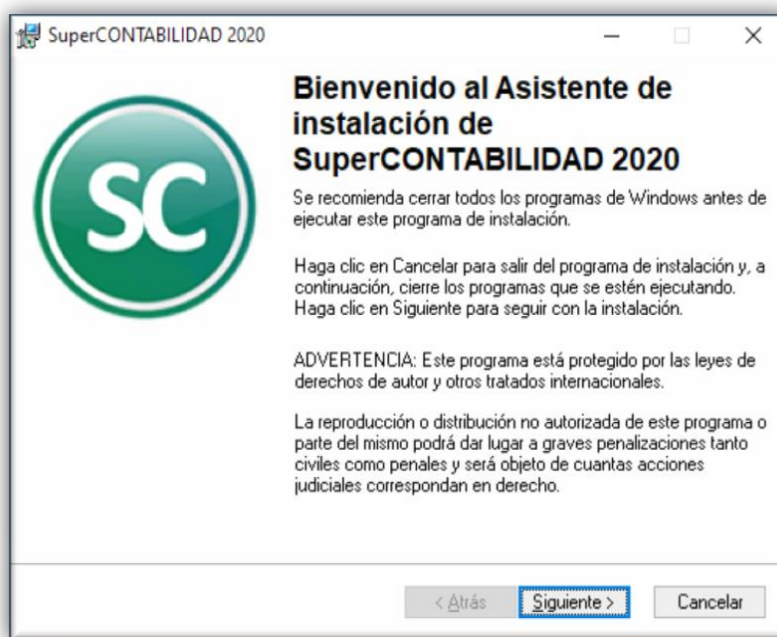 SuperCONTABILIDAD 2020
SC
Bienvenido al Asistente de
instalación de
SuperCONTABILIDAD 2020
Se recomienda cerrar todos los programas de Windows antes de
ejecutar este programa de instalación.
Haga clic en Cancelar para salir del programa de instalación y, a
continuación, cierre los programas que se estén ejecutando.
Haga clic en Siguiente para seguir con la instalación.
ADVERTENCIA: Este programa está protegido por las leyes de
derechos de autor y otros tratados internacionales.
La reproducción o distribución no autorizada de este programa o
parte del mismo podrá dar lugar a graves penalizaciones tanto
civiles como penales y será objeto de cuantas acciones
judiciales correspondan en derecho.
< Atrás Siguiente > Cancelar